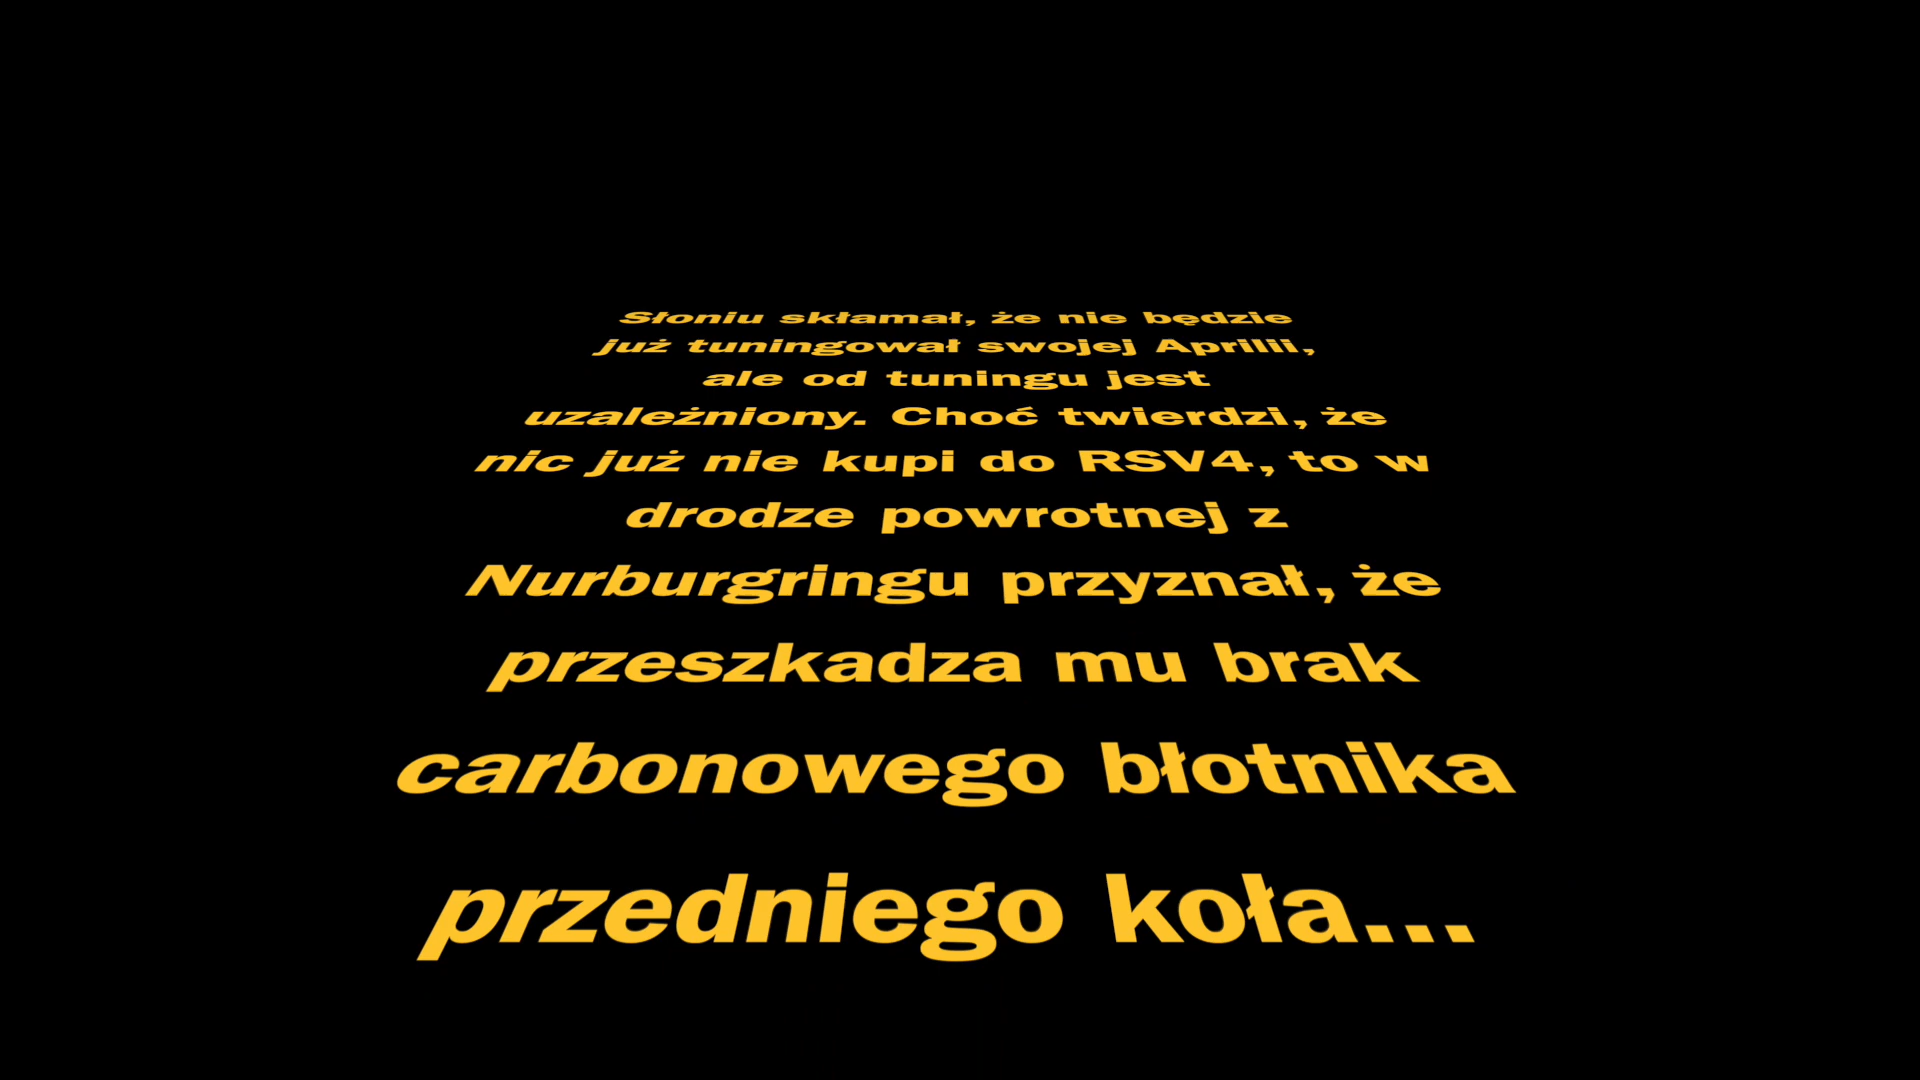 Słoniu skłamał, że nie będzie
już tuningował swojej Aprilii,
ale od tuningu jest
uzależniony. Choć twierdzi, że
nic już nie kupi do RSV4, to w
drodze powrotnej z
Nurburgringu przyznał, że
przeszkadza mu brak
carbonowego błotnika
przedniego koła...